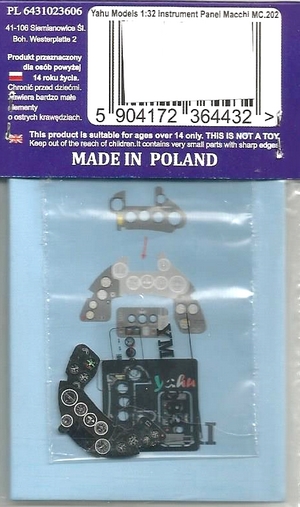 PL 6431023606
41-106 Siemianowice Śl.
Boh. Westerplatte 2
Produkt przeznaczony
dla osób powyżej
14 roku życia.
Chronić przed dziećmi.
awiera bardzo małe
elementy
o ostrych krawędziach.
Yahu Models 1:32 Instrument Panel Macchi MC.202
5 904172 364432 >
This product is suitable for ages over 14 only. THIS IS NOT A TOY
Keep out of the reach of children.It contains very small parts with sharp edges
MADE IN POLAND
YM
yahu